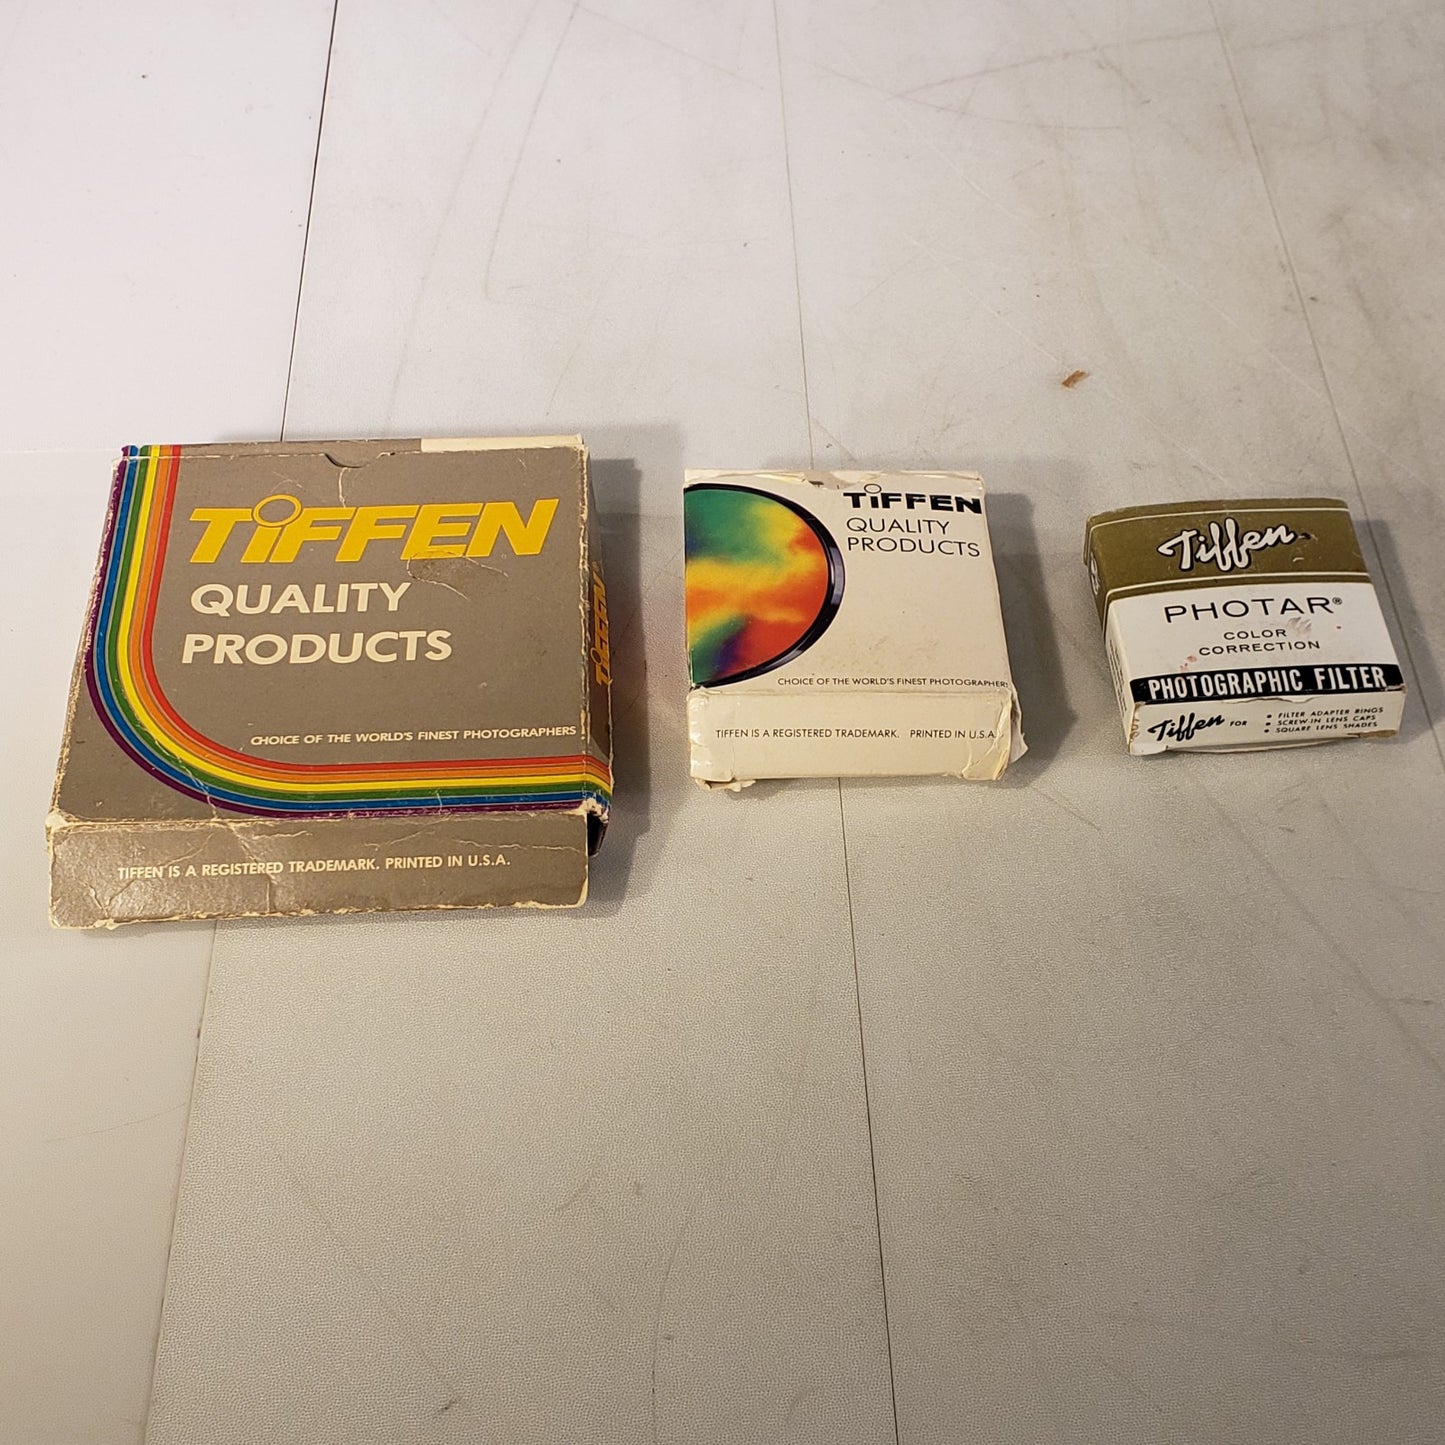 TiFFEN
QUALITY
PRODUCTS
CHOICE OF THE WORLD'S FINEST PHOTOGRAPHERS
TIFFEN IS A REGISTERED TRADEMARK. PRINTED IN U.S.A.
TiFFEN
TiFFEN
QUALITY
PRODUCTS
CHOICE OF THE WORLD'S FINEST PHOTOGRAPHERS
TIFFEN IS A REGISTERED TRADEMARK. PRINTED IN U.S.A.
Tiffen
PHOTAR®
COLOR
CORRECTION
PHOTOGRAPHIC FILTER
Tiffen FOR
• FILTER ADAPTER RINGS
• SCREW-IN LENS CAPS
• SQUARE LENS SHADES